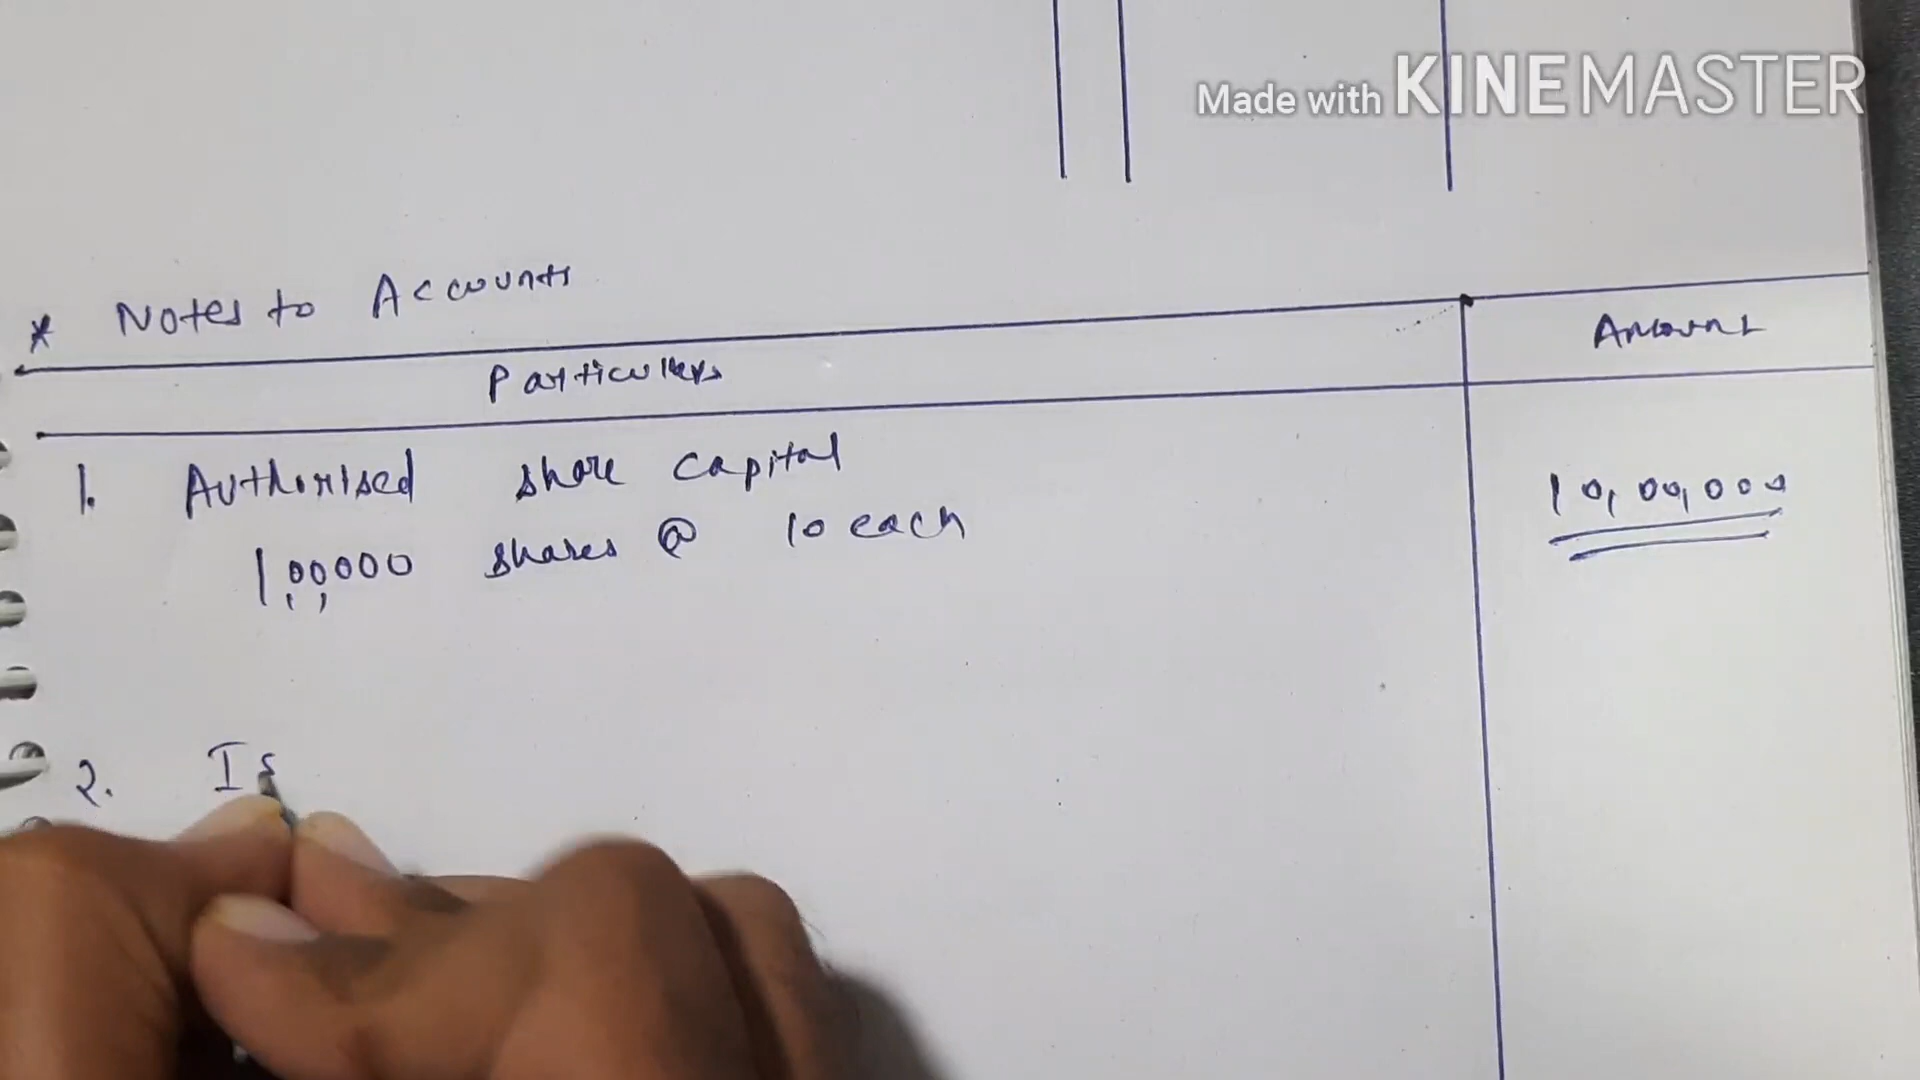 Made with KINEMASTER
* Notes to Accounts
Particulars Amount
1. Authorised share capital 10,00,000
1,00,000 shares @ 10 each
2. Is